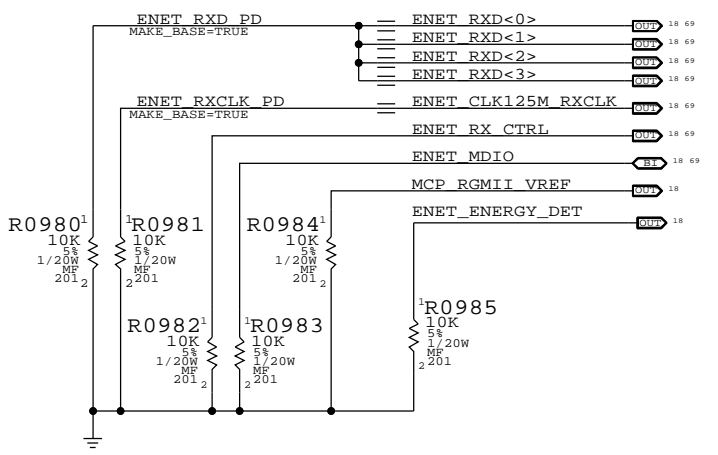 ENET_RXD_PD
MAKE_BASE=TRUE
ENET_RXD<0> OUT 18 69
ENET_RXD<1> OUT 18 69
ENET_RXD<2> OUT 18 69
ENET_RXD<3> OUT 18 69
ENET_RXCLK_PD
MAKE_BASE=TRUE
ENET_CLK125M_RXCLK OUT 18 69
ENET_RX_CTRL OUT 18 69
ENET_MDIO BI 18 69
MCP_RGMII_VREF OUT 18
ENET_ENERGY_DET OUT 18
R0980 1
10K
5%
1/20W
MF
201 2
1 R0981
10K
5%
1/20W
MF
2 201
R0984 1
10K
5%
1/20W
MF
201 2
R0982 1
10K
5%
1/20W
MF
201 2
1 R0983
10K
5%
1/20W
MF
2 201
1 R0985
10K
5%
1/20W
MF
2 201